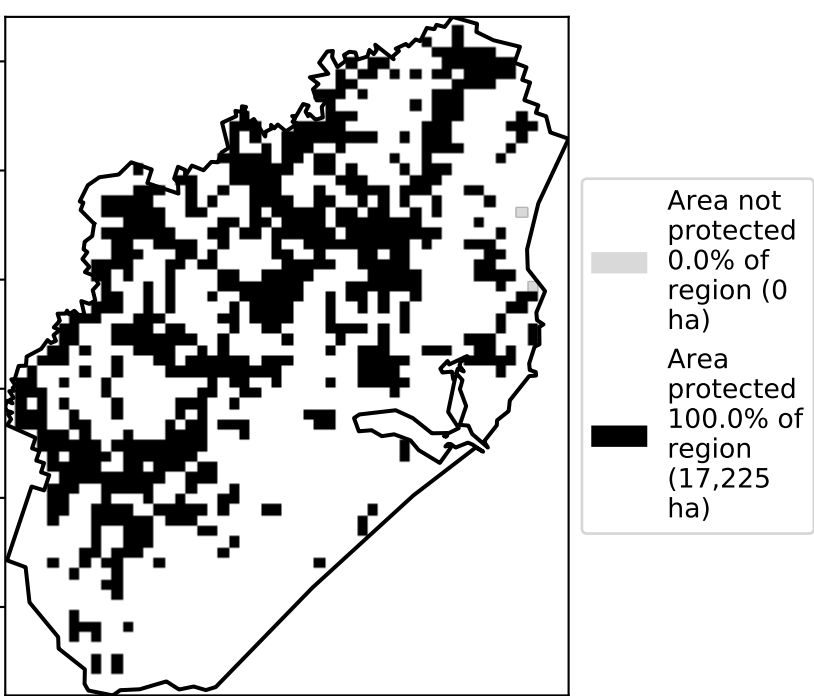 Area not
protected
0.0% of
region (0
ha)
Area
protected
100.0% of
region
(17,225
ha)